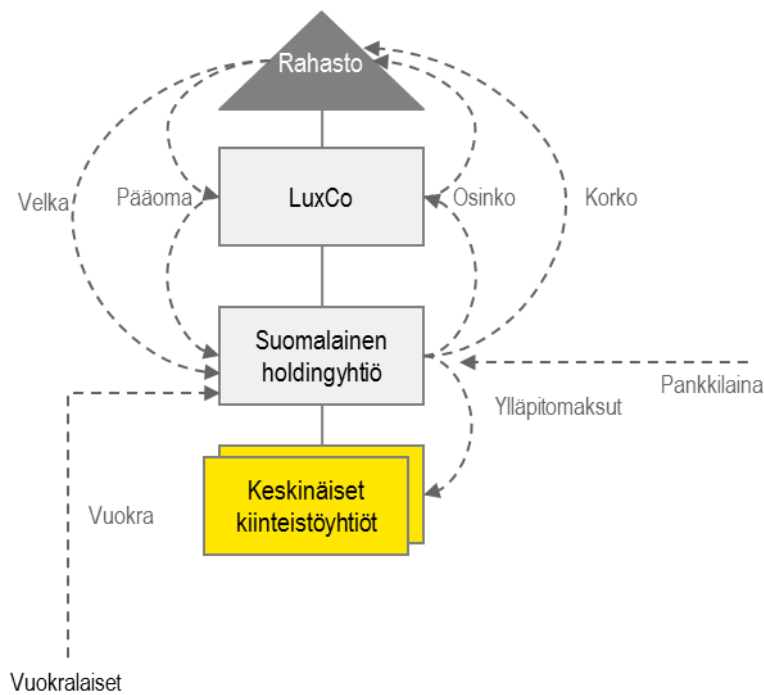 Rahasto
Velka
Pääoma
LuxCo
Osinko
Korko
Suomalainen
holdingyhtiö
Pankkilaina
Ylläpitomaksut
Keskinäiset
kiinteistöyhtiöt
Vuokra
Vuokralaiset